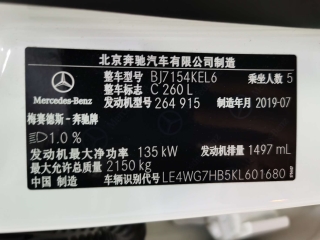 北京奔驰汽车有限公司制造
整车型号 BJ7154KEL6 乘坐人数 5
整车标志 C 260 L
发动机型号 264 915 制造年月 2019-07
Mercedes-Benz
梅赛德斯-奔驰牌
1.0 %
发动机最大净功率 135 kW 发动机排量 1497 mL
最大允许总质量 2150 kg
中国 制造 车辆识别代号 LE4WG7HB5KL601680